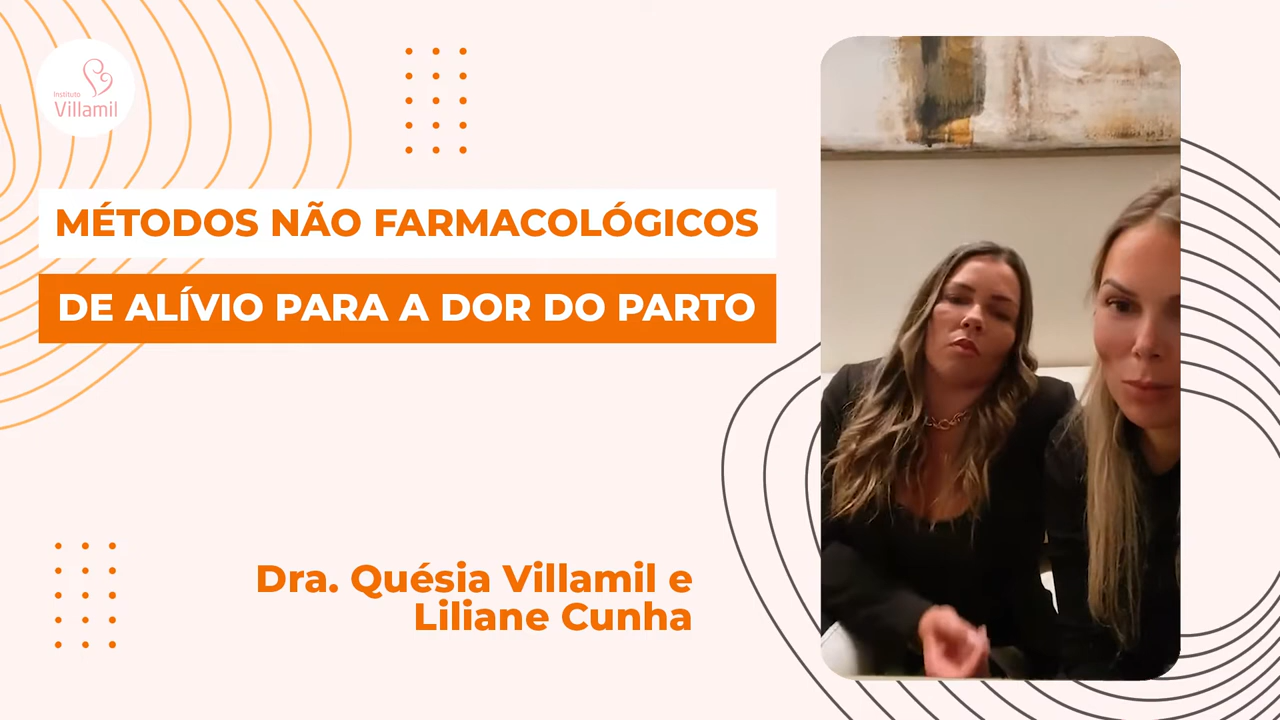 Instituto
Villamil
MÉTODOS NÃO FARMACOLÓGICOS
DE ALÍVIO PARA A DOR DO PARTO
Dra. Quésia Villamil e
Liliane Cunha